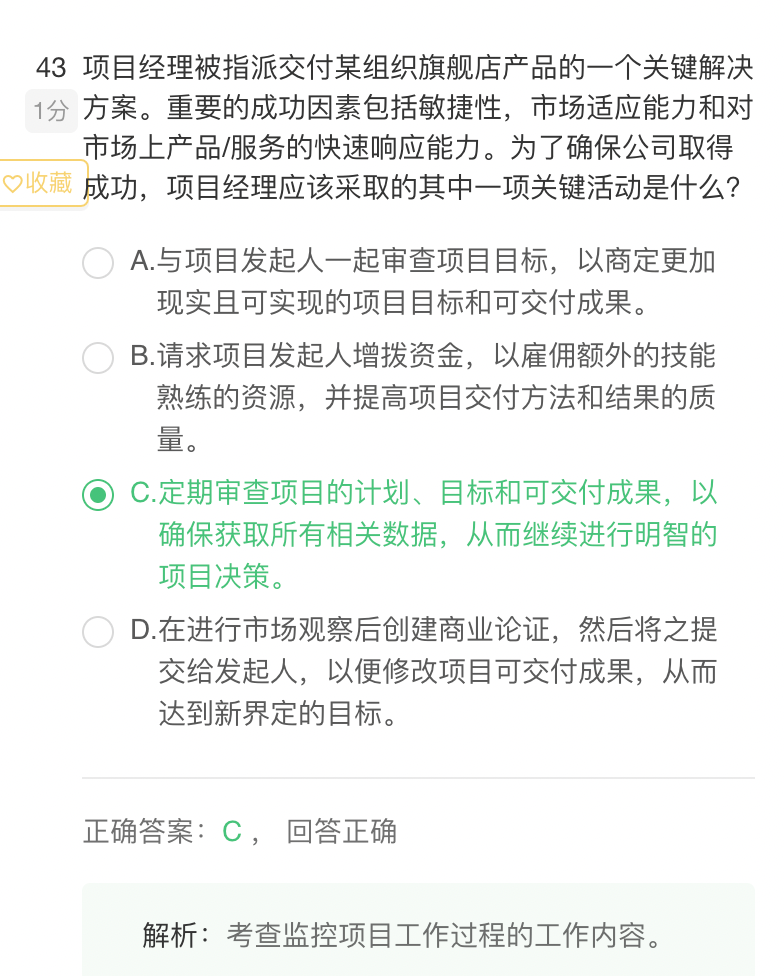 43 项目经理被指派交付某组织旗舰店产品的一个关键解决
1分 方案。重要的成功因素包括敏捷性，市场适应能力和对
市场上产品/服务的快速响应能力。为了确保公司取得
收藏 成功，项目经理应该采取的其中一项关键活动是什么？
A.与项目发起人一起审查项目目标，以商定更加
现实且可实现的项目目标和可交付成果。
B.请求项目发起人增拨资金，以雇佣额外的技能
熟练的资源，并提高项目交付方法和结果的质
量。
C.定期审查项目的计划、目标和可交付成果，以
确保获取所有相关数据，从而继续进行明智的
项目决策。
D.在进行市场观察后创建商业论证，然后将之提
交给发起人，以便修改项目可交付成果，从而
达到新界定的目标。
正确答案：C， 回答正确
解析：考查监控项目工作过程的工作内容。